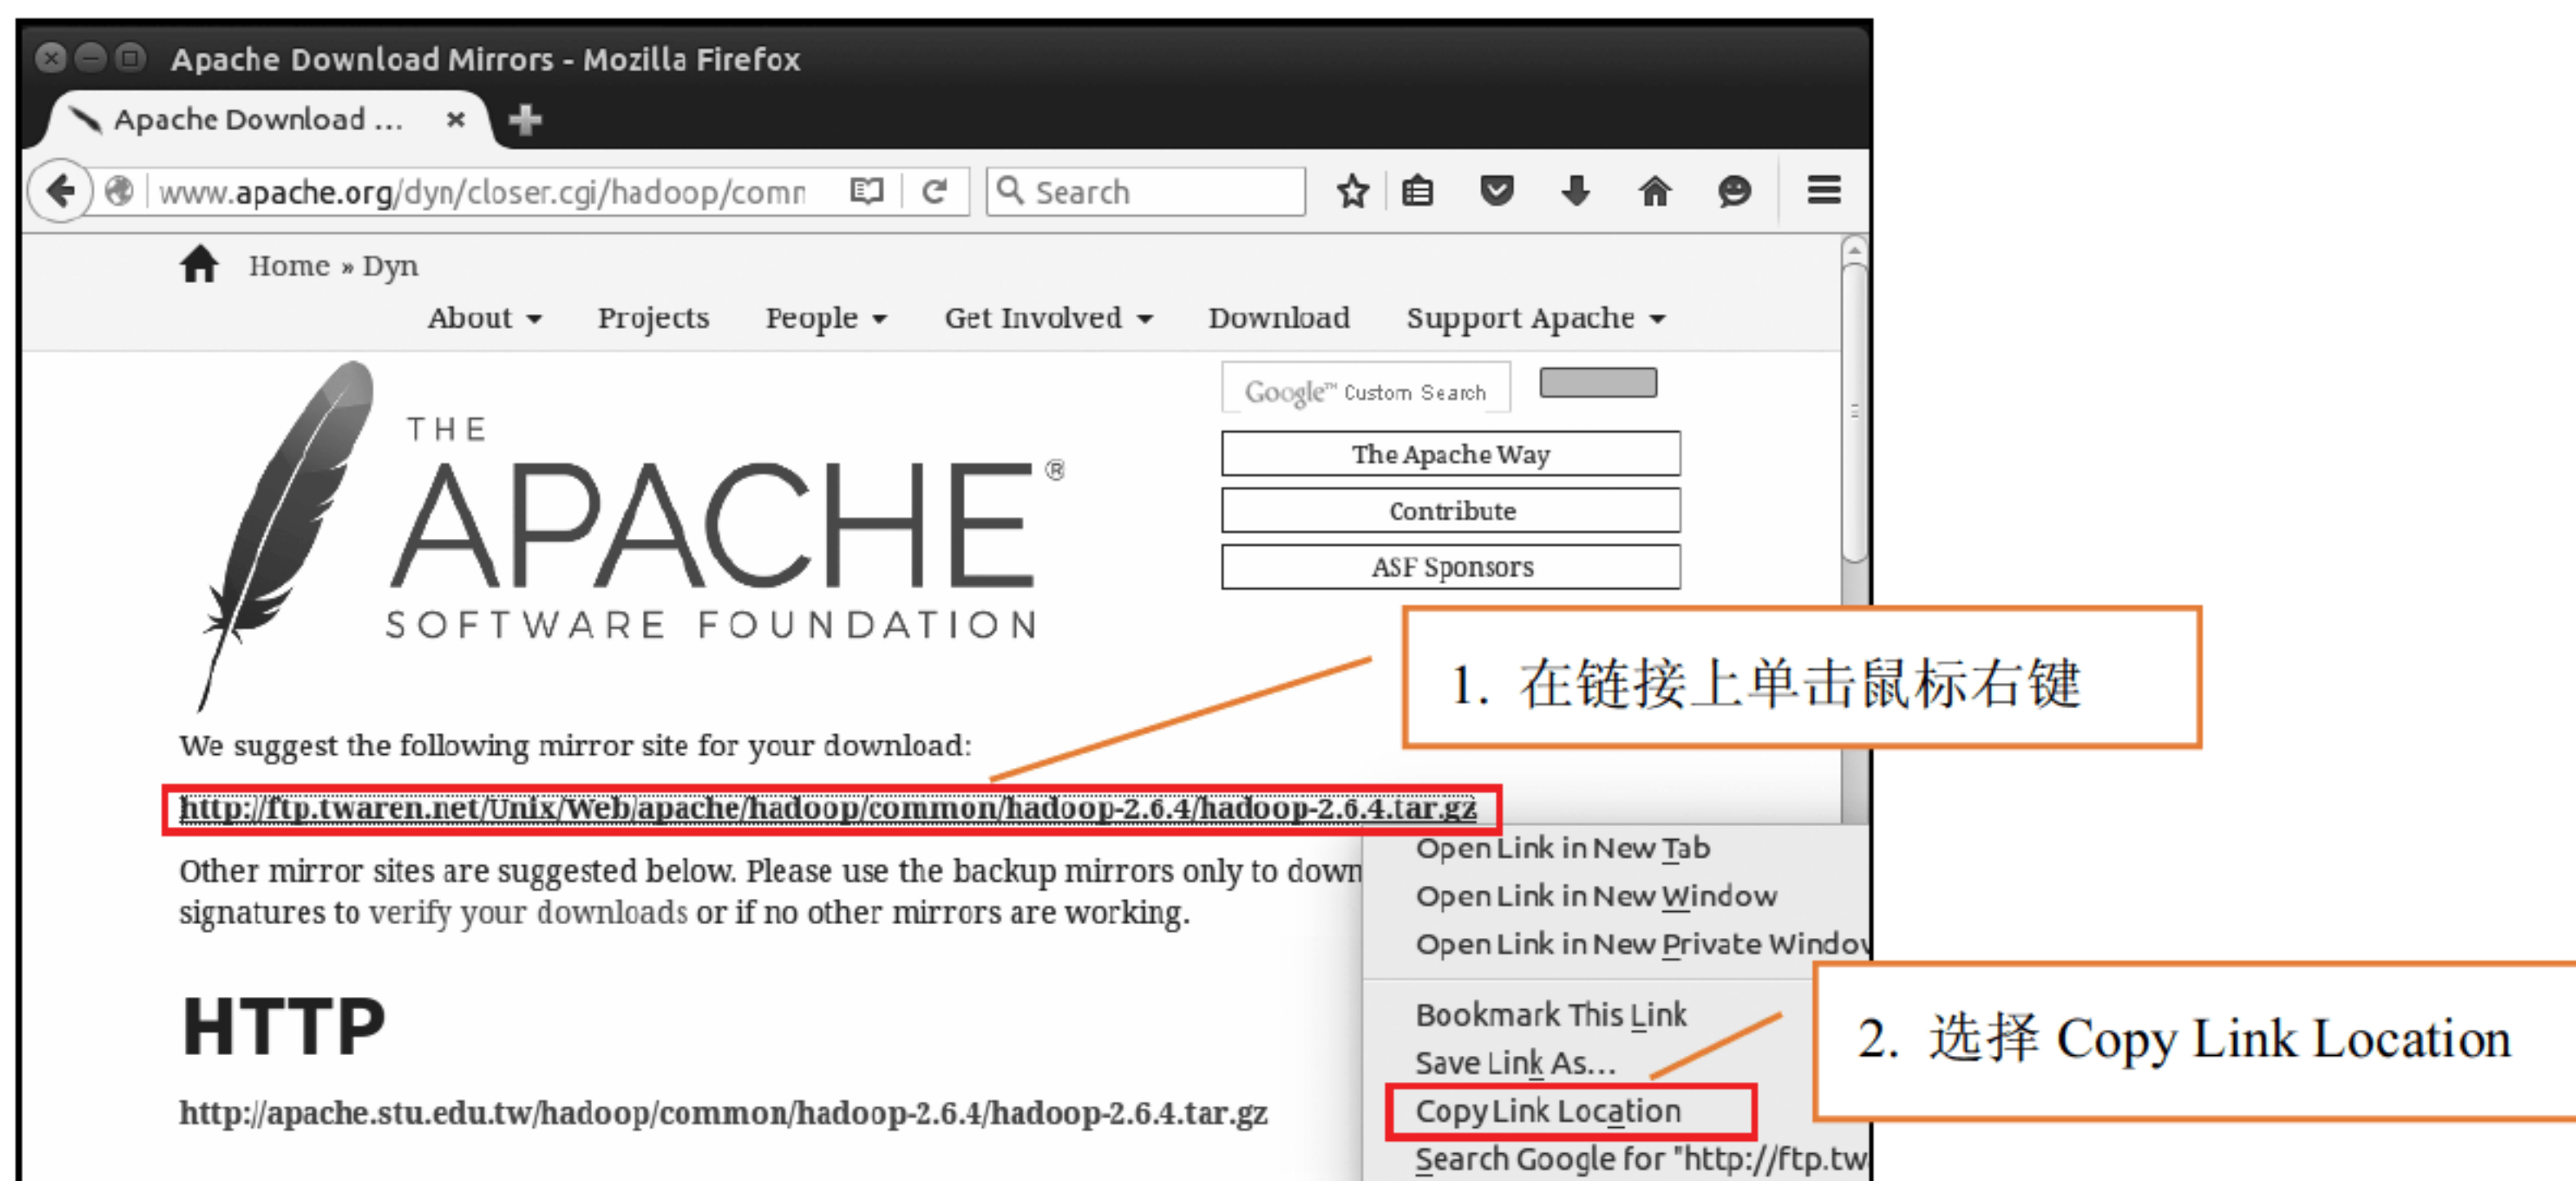 Apache Download Mirrors - Mozilla Firefox
Apache Download ...
www.apache.org/dyn/closer.cgi/hadoop/comm
Search
Home » Dyn
About Projects People Get Involved Download Support Apache
Google™ Custom Search
THE
APACHE®
SOFTWARE FOUNDATION
The Apache Way
Contribute
ASF Sponsors
1. 在链接上单击鼠标右键
We suggest the following mirror site for your download:
http://ftp.twaren.net/Unix/Web/apache/hadoop/common/hadoop-2.6.4/hadoop-2.6.4.tar.gz
Other mirror sites are suggested below. Please use the backup mirrors only to down
signatures to verify your downloads or if no other mirrors are working.
HTTP
http://apache.stu.edu.tw/hadoop/common/hadoop-2.6.4/hadoop-2.6.4.tar.gz
Open Link in New Tab
Open Link in New Window
Open Link in New Private Window
Bookmark This Link
Save Link As...
Copy Link Location
Search Google for "http://ftp.tw
2. 选择 Copy Link Location